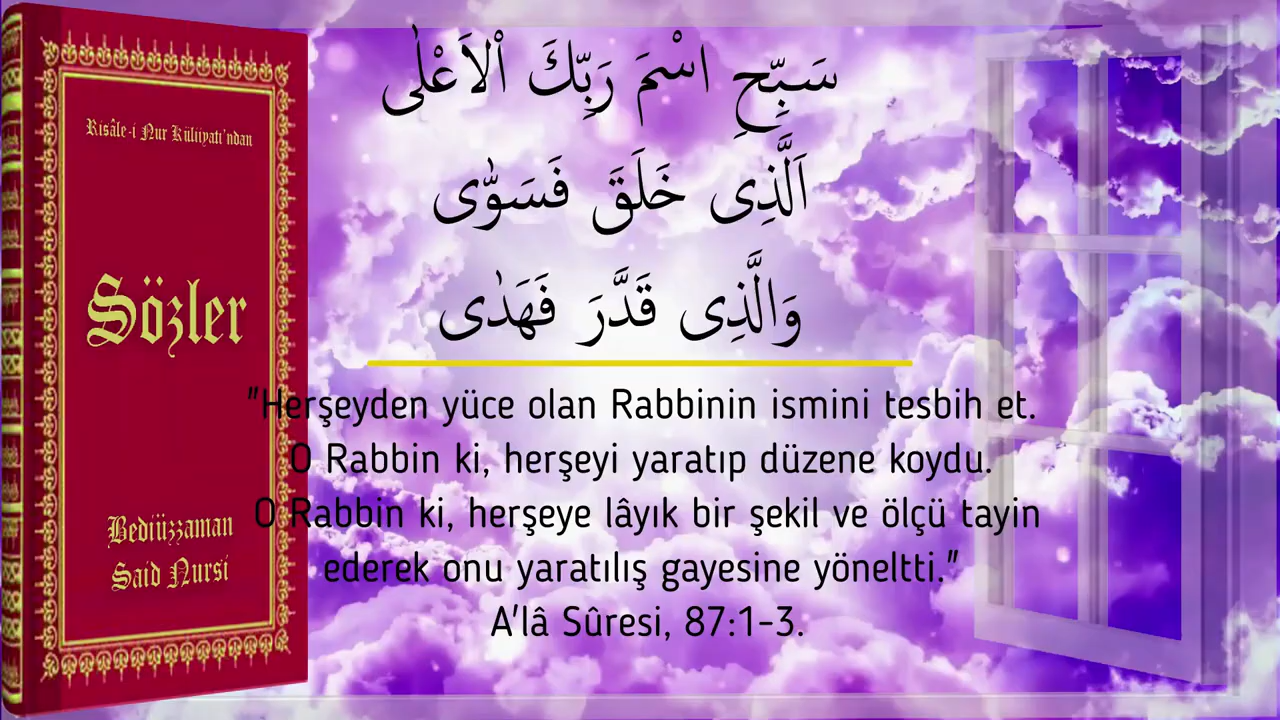 Risâle-i Nur Külliyatı'ndan
Sözler
Bediüzzaman
Said Nursi
سَبِّحِ اسْمَ رَبِّكَ اْلاَعْلٰى
اَلَّذِى خَلَقَ فَسَوّٰى
وَالَّذِى قَدَّرَ فَهَدٰى
"Herşeyden yüce olan Rabbinin ismini tesbih et.
O Rabbin ki, herşeyi yaratıp düzene koydu.
O Rabbin ki, herşeye lâyık bir şekil ve ölçü tayin
ederek onu yaratılış gayesine yöneltti."
A'lâ Sûresi, 87:1-3.